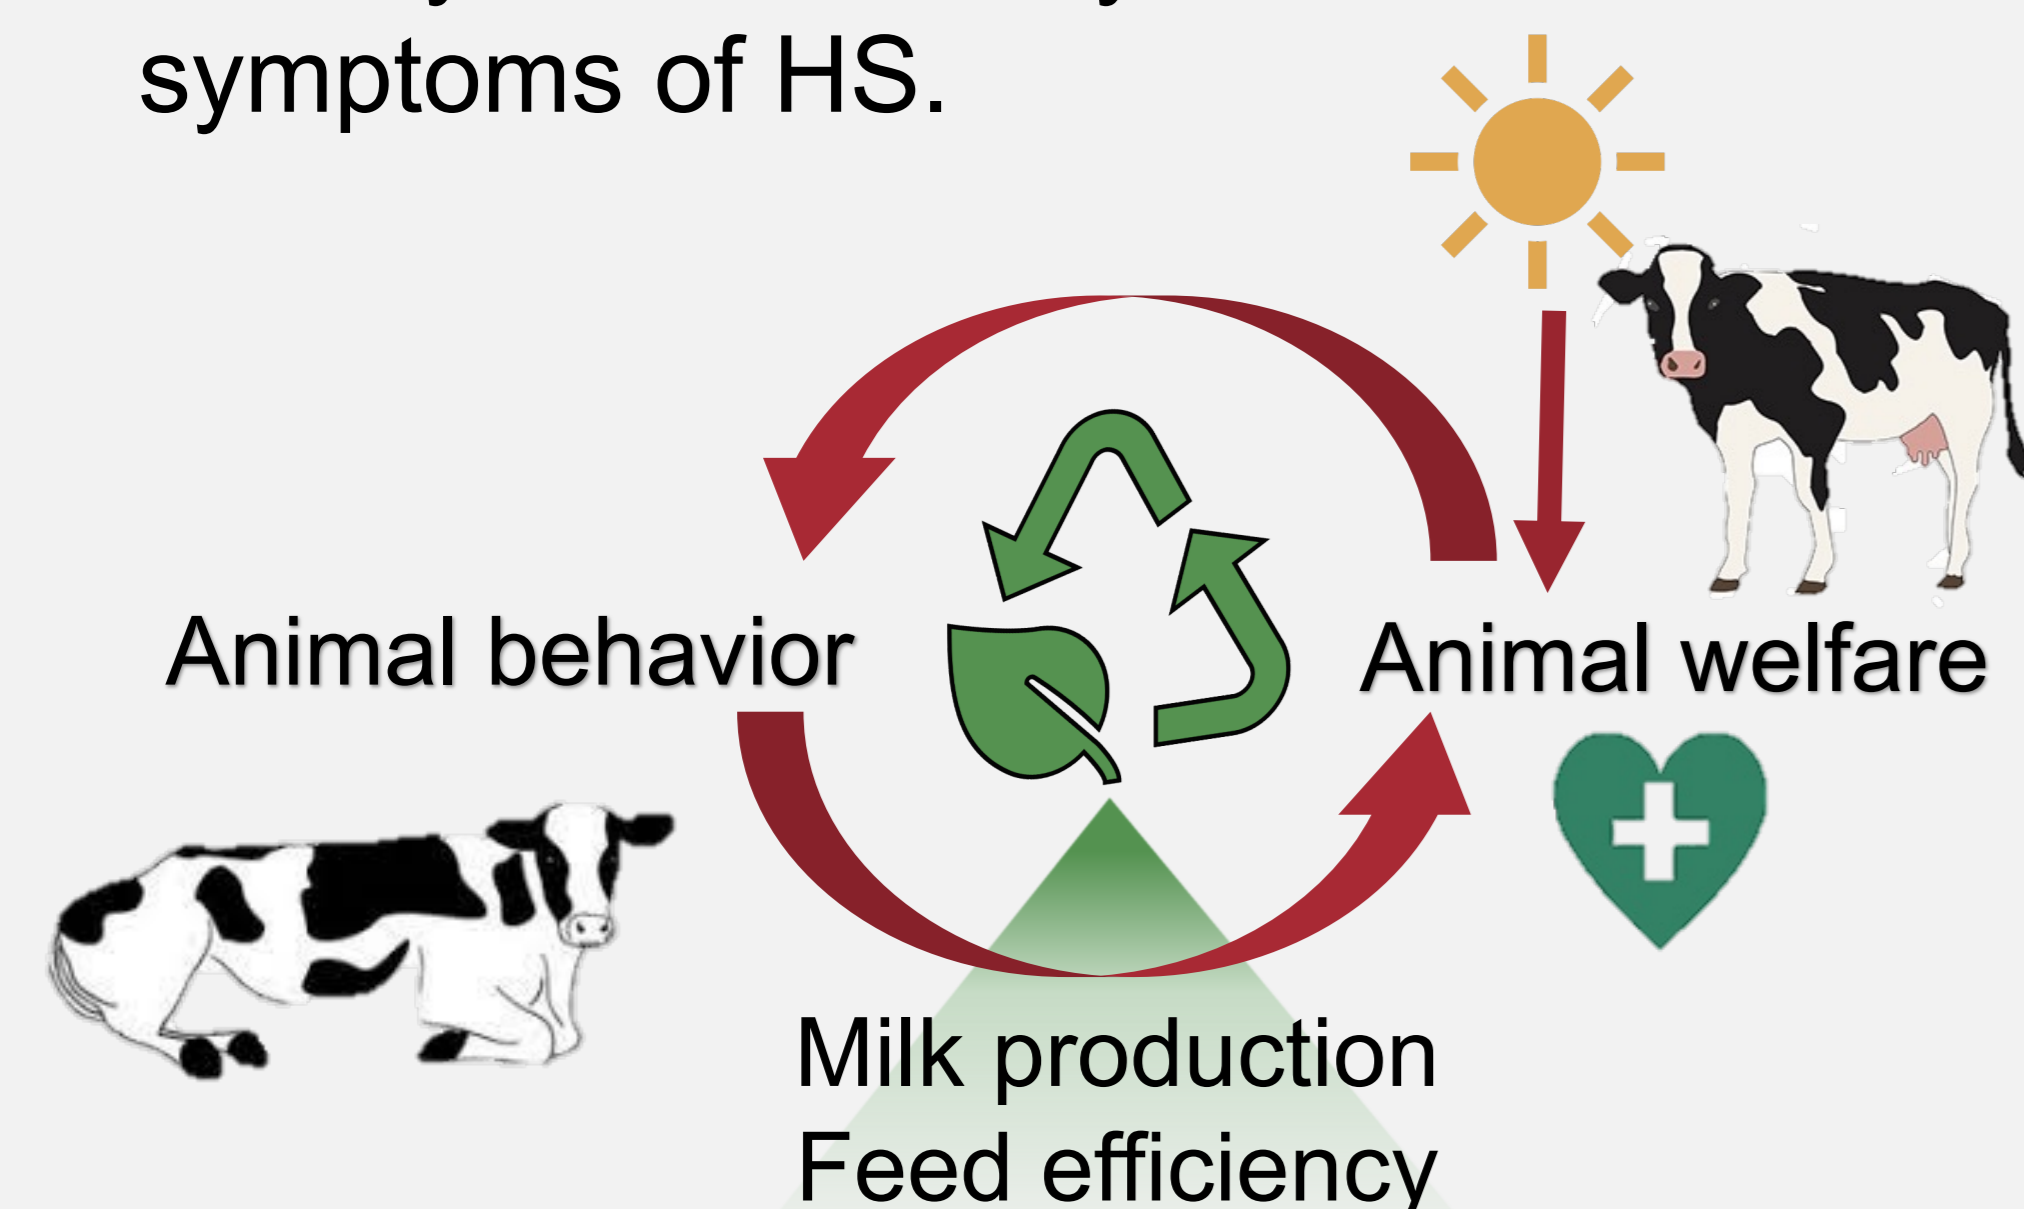 symptoms of HS.
Animal behavior
Animal welfare
Milk production
Feed efficiency